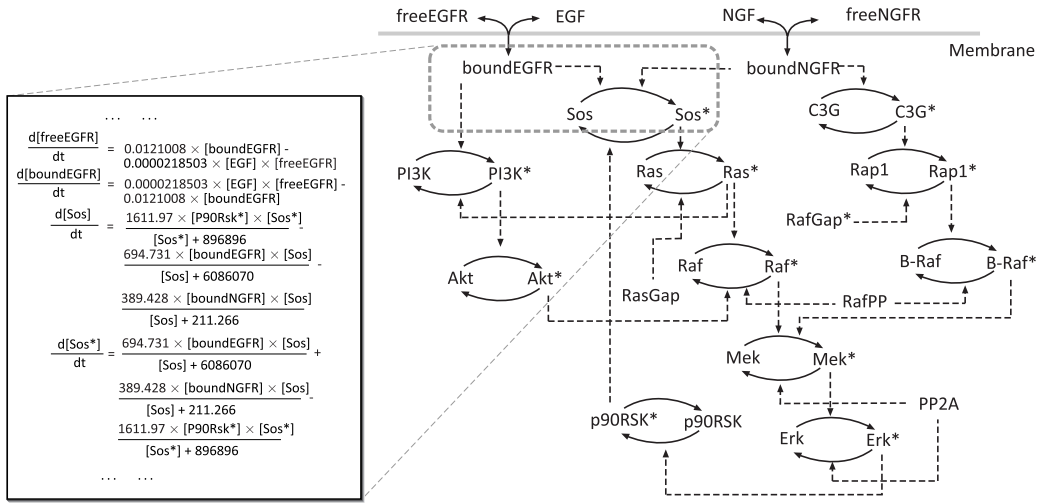 freeEGFR EGF NGF freeNGFR
Membrane
boundEGFR boundNGFR
Sos Sos* C3G C3G*
PI3K PI3K* Ras Ras* Rap1 Rap1*
RafGap*
Akt Akt* RasGap Raf Raf* B-Raf B-Raf*
RafPP
Mek Mek*
PP2A
p90RSK* p90RSK Erk Erk*
... ...
d[freeEGFR]
dt
= 0.0121008 × [boundEGFR] -
0.0000218503 × [EGF] × [freeEGFR]
d[boundEGFR]
dt
= 0.0000218503 × [EGF] × [freeEGFR] -
0.0121008 × [boundEGFR]
d[Sos]
dt
= 1611.97 × [P90Rsk*] × [Sos*] -
[Sos*] + 896896
694.731 × [boundEGFR] × [Sos] -
[Sos] + 6086070
389.428 × [boundNGFR] × [Sos]
[Sos] + 211.266
d[Sos*]
dt
= 694.731 × [boundEGFR] × [Sos] +
[Sos] + 6086070
389.428 × [boundNGFR] × [Sos] -
[Sos] + 211.266
1611.97 × [P90Rsk*] × [Sos*]
[Sos*] + 896896
... ...